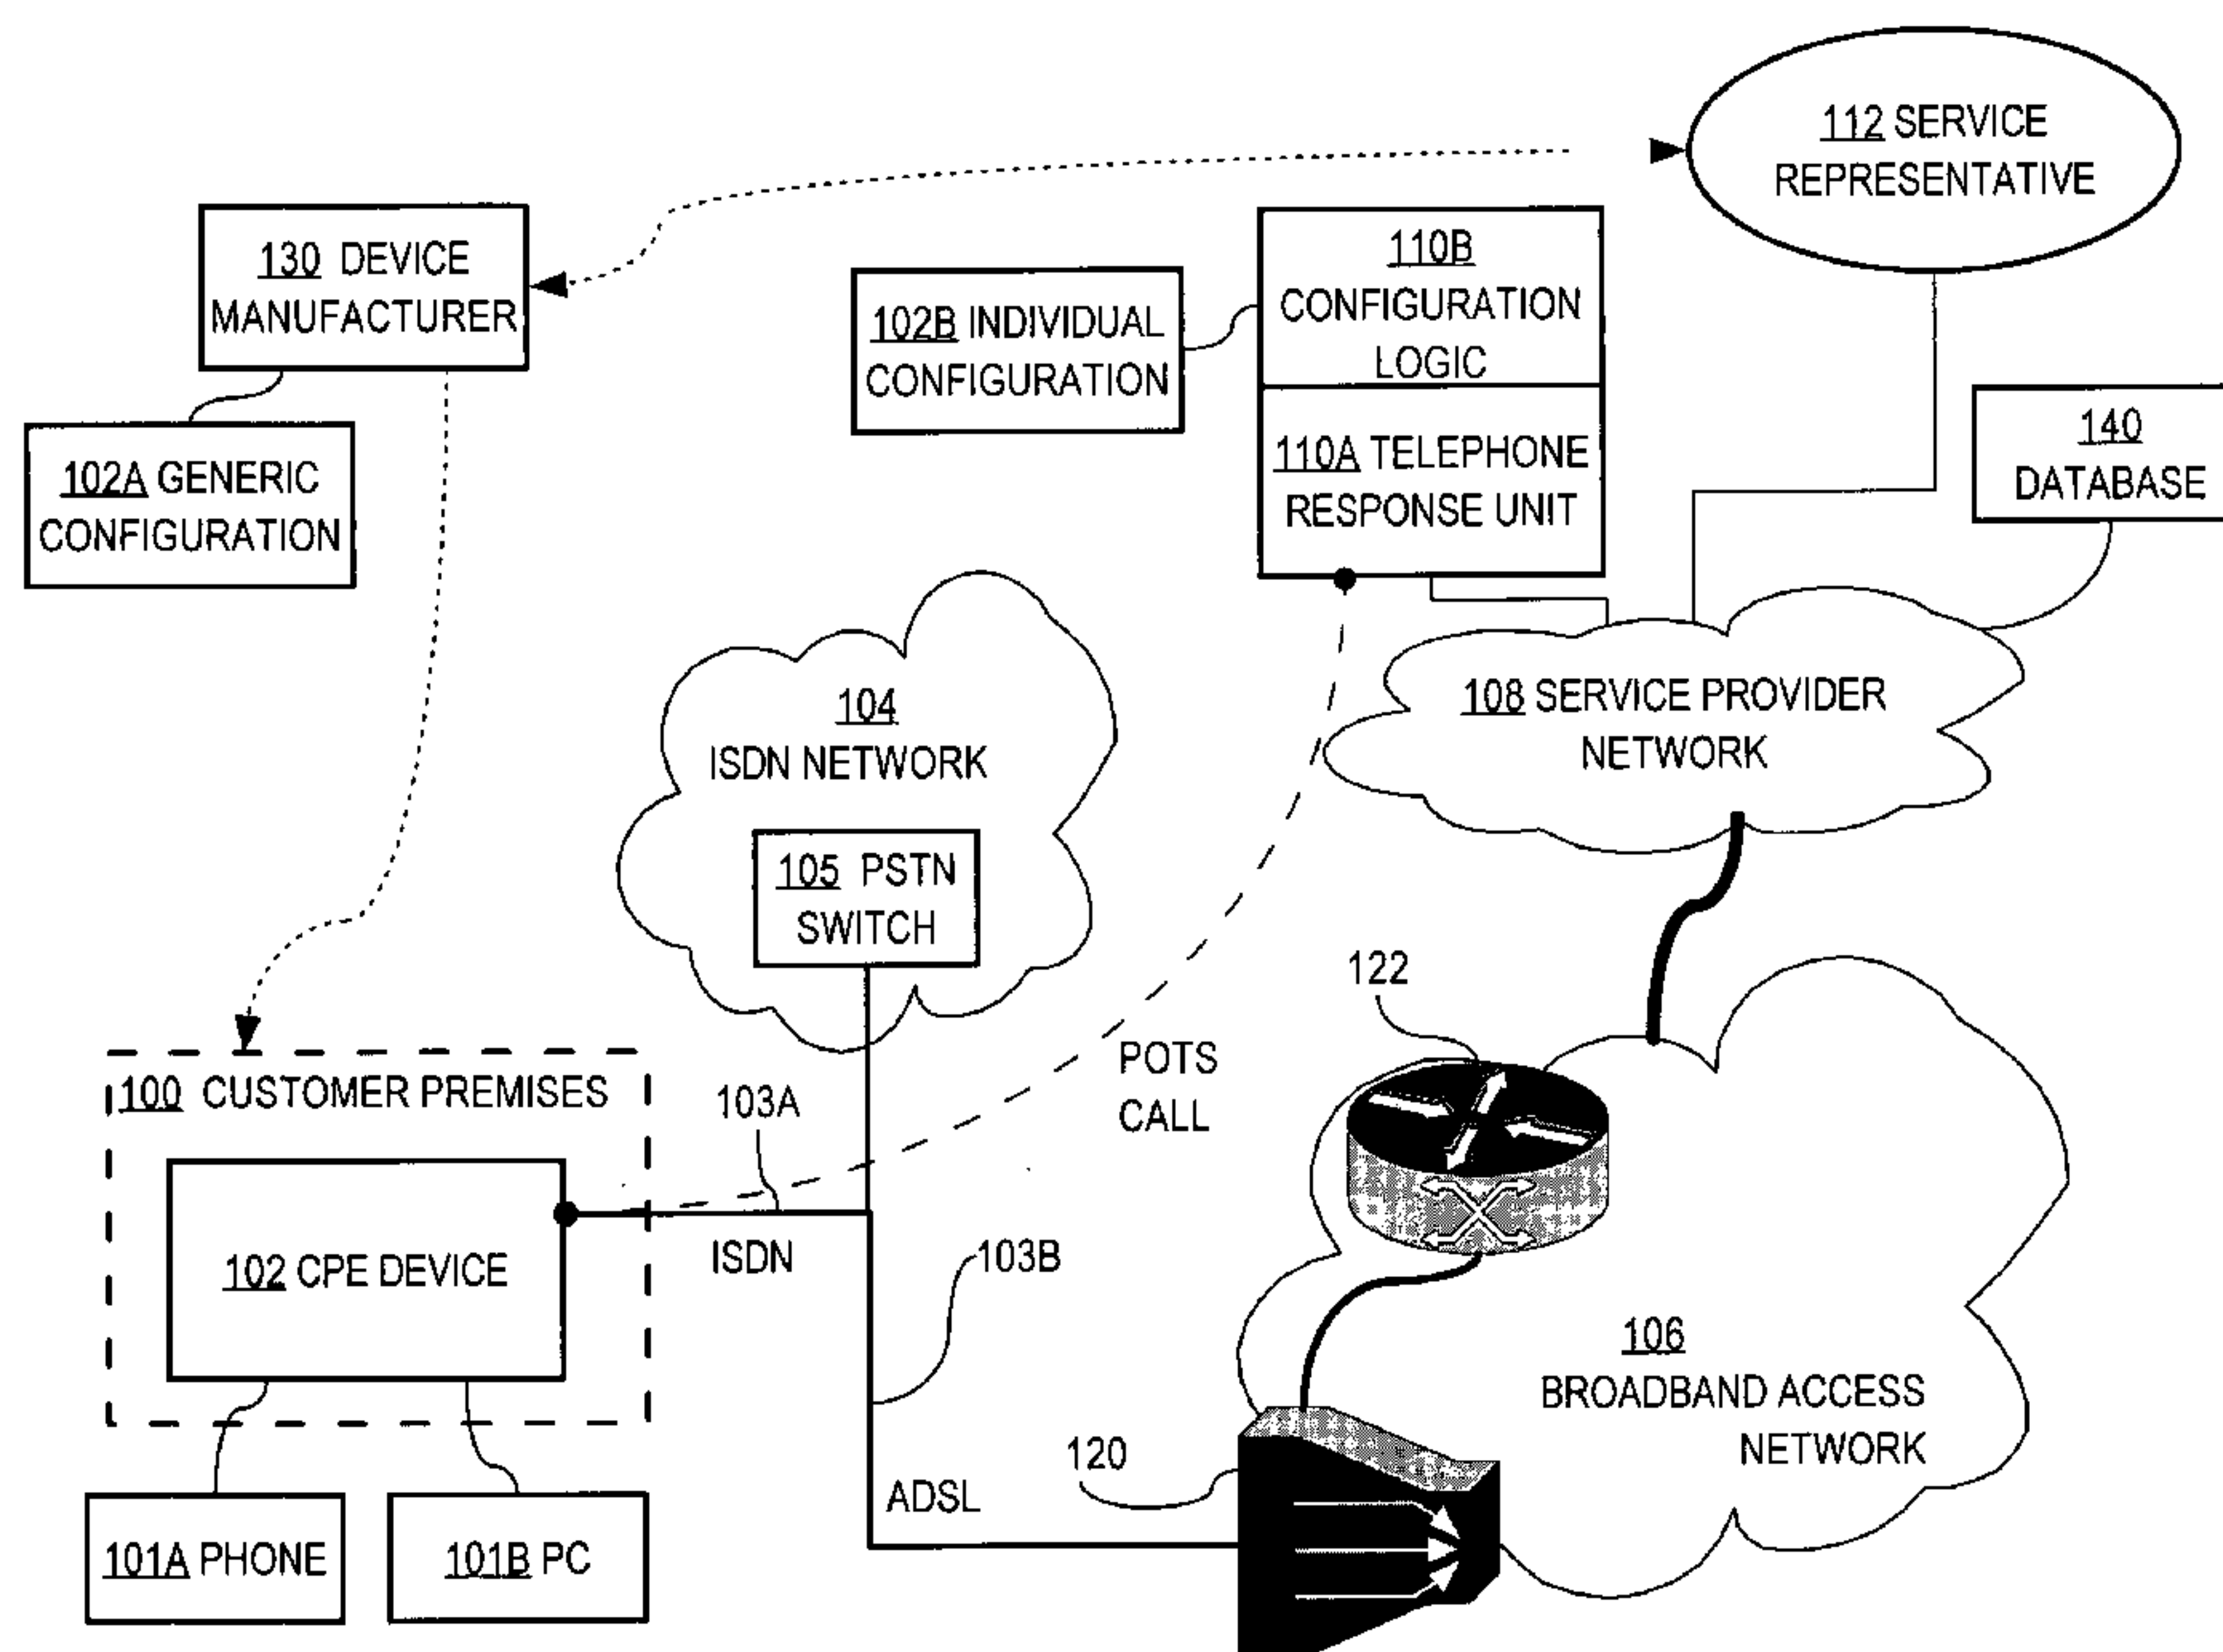 112 SERVICE
REPRESENTATIVE
130 DEVICE
MANUFACTURER
110B
CONFIGURATION
LOGIC
102B INDIVIDUAL
CONFIGURATION
110A TELEPHONE
RESPONSE UNIT
140
DATABASE
102A GENERIC
CONFIGURATION
104
ISDN NETWORK
105 PSTN
SWITCH
108 SERVICE PROVIDER
NETWORK
122
POTS
CALL
100 CUSTOMER PREMISES
103A
102 CPE DEVICE
ISDN
103B
106
BROADBAND ACCESS
NETWORK
120
ADSL
101A PHONE
101B PC